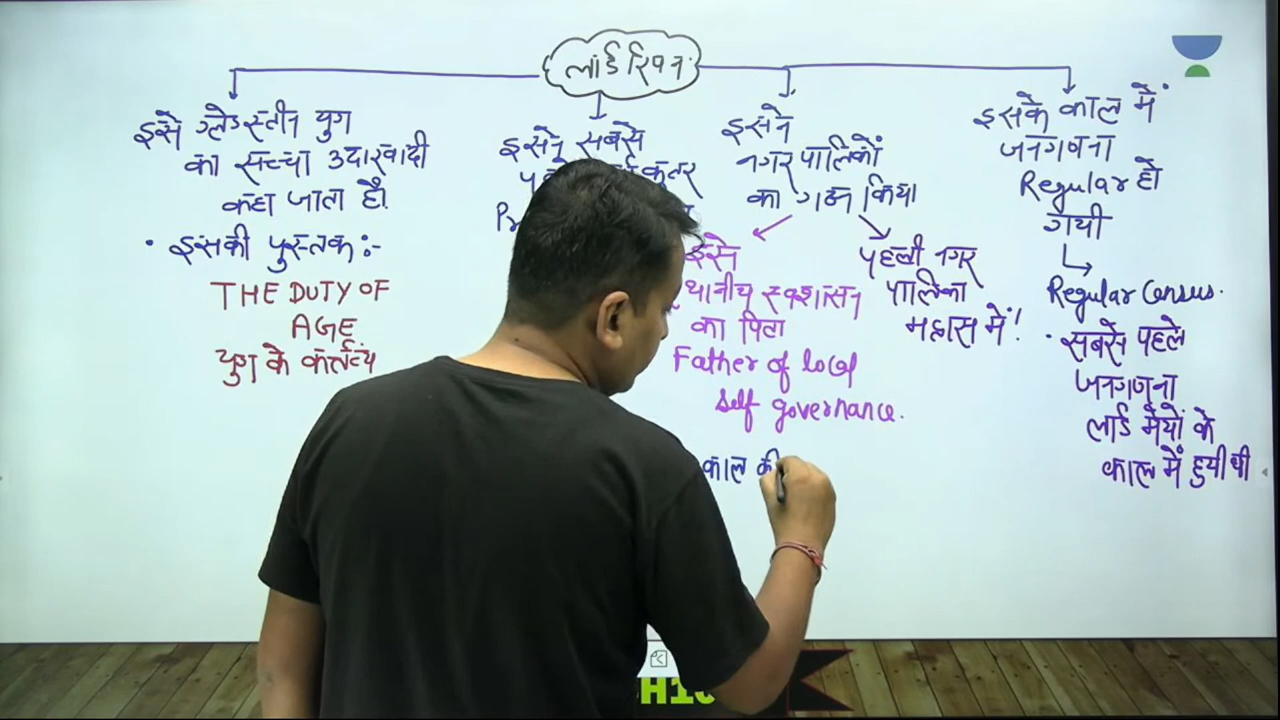 लार्ड रिपन
इसे ग्लेडस्तीन युग
का सच्चा उदारवादी
कहा जाता है।
• इसकी पुस्तक :-
THE DUTY OF
AGE.
युग के कर्तव्य
इसने सबसे
इसने
नगरपालिकों
का गठन किया
इसे
स्वशासन
का पिता
Father of local
self governance.
पहली नगर
पालिका
मद्रास में!
काल की
इसके काल में
जनगणना
Regular हो
गयी
Regular Census.
• सबसे पहले
जनगणना
लार्ड मेयों के
काल में हुयी थी